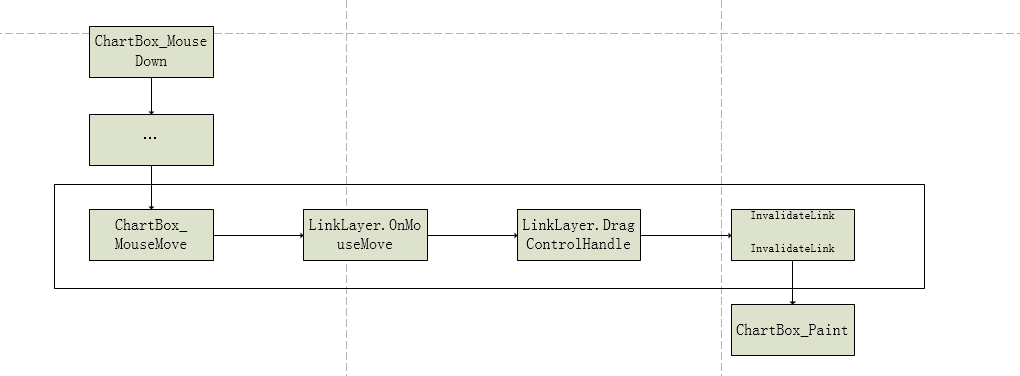 ChartBox_Mouse
Down
...
ChartBox_
MouseMove
LinkLayer.OnMo
useMove
LinkLayer.Drag
ControlHandle
InvalidateLink
InvalidateLink
ChartBox_Paint